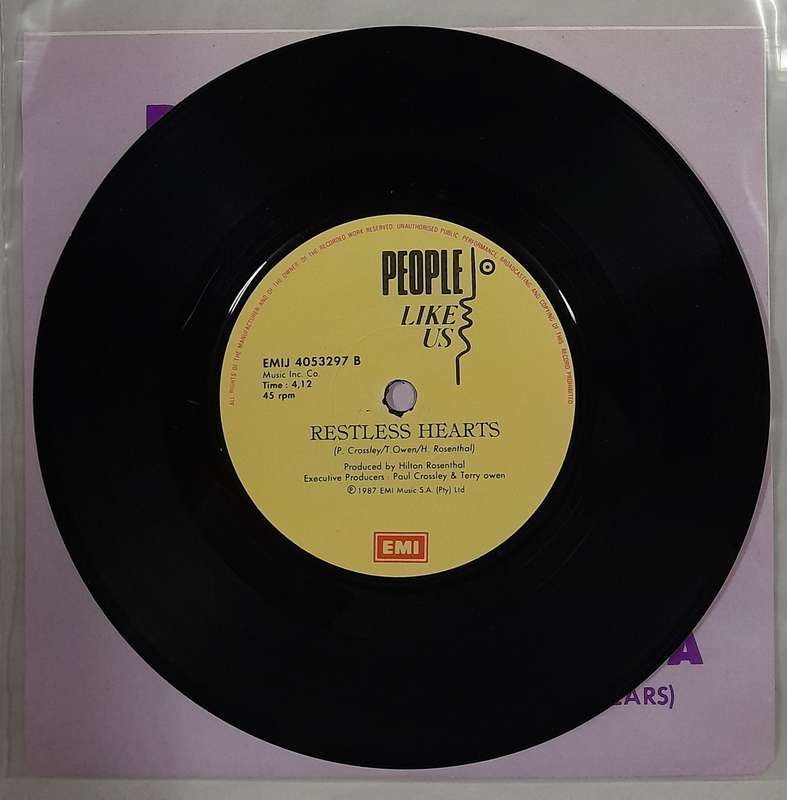 ALL RIGHTS OF THE MANUFACTURER AND OF THE OWNER OF THE RECORDED WORK RESERVED. UNAUTHORISED PUBLIC PERFORMANCE, BROADCASTING AND COPYING OF THIS RECORD PROHIBITED
PEOPLE
LIKE
US
EMIJ 4053297 B
Music Inc. Co.
Time : 4,12
45 rpm
RESTLESS HEARTS
(P. Crossley/T.Owen/H. Rosenthal)
Produced by Hilton Rosenthal
Executive Producers : Paul Crossley & Terry owen
℗ 1987 EMI Music S.A. (Pty) Ltd
EMI
A
EARS)